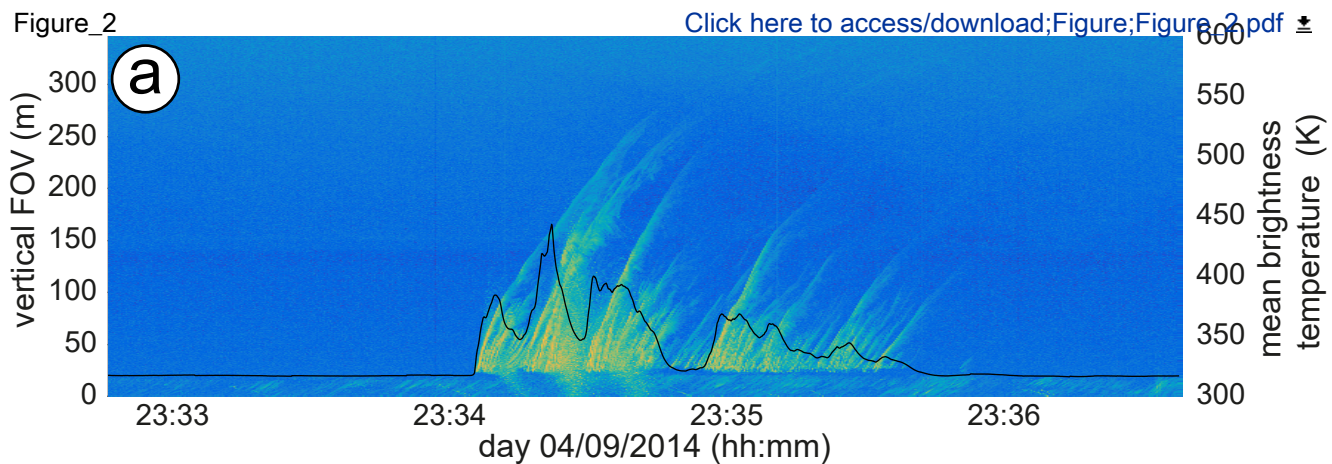 Figure_2
Click here to access/download;Figure;Figure_2.pdf
a
vertical FOV (m)
300
250
200
150
100
50
0
600
550
500
450
400
350
300
mean brightness
temperature (K)
23:33 23:34 23:35 23:36
day 04/09/2014 (hh:mm)